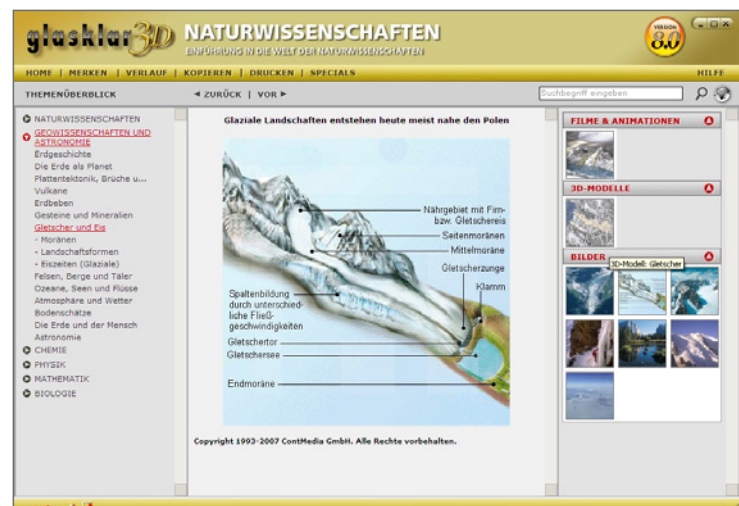 glasklar3D
NATURWISSENSCHAFTEN
EINFÜHRUNG IN DIE WELT DER NATURWISSENSCHAFTEN
VERSION
8.0
HOME | MERKEN | VERLAUF | KOPIEREN | DRUCKEN | SPECIALS
HILFE
THEMENÜBERBLICK
ZURÜCK | VOR
Suchbegriff eingeben
NATURWISSENSCHAFTEN
GEOWISSENSCHAFTEN UND
ASTRONOMIE
Erdgeschichte
Die Erde als Planet
Plattentektonik, Brüche u...
Vulkane
Erdbeben
Gesteine und Mineralien
Gletscher und Eis
- Moränen
- Landschaftsformen
- Eiszeiten (Glaziale)
Felsen, Berge und Täler
Ozeane, Seen und Flüsse
Atmosphäre und Wetter
Bodenschätze
Die Erde und der Mensch
Astronomie
CHEMIE
PHYSIK
MATHEMATIK
BIOLOGIE
Glaziale Landschaften entstehen heute meist nahe den Polen
Nährgebiet mit Firn-
bzw. Gletschereis
Seitenmoränen
Mittelmoräne
Gletscherzunge
Klamm
Spaltenbildung
durch unterschied-
liche Fließ-
geschwindigkeiten
Gletschertor
Gletschersee
Endmoräne
Copyright 1993-2007 ContMedia GmbH. Alle Rechte vorbehalten.
FILME & ANIMATIONEN
3D-MODELLE
BILDER
3D-Modell: Gletscher